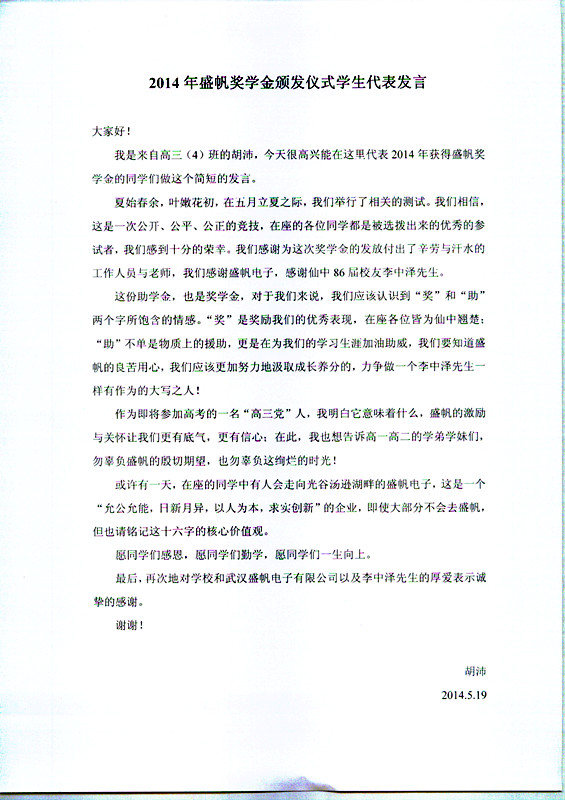 2014 年盛帆奖学金颁发仪式学生代表发言
大家好！
我是来自高三（4）班的胡沛，今天很高兴能在这里代表 2014 年获得盛帆奖
学金的同学们做这个简短的发言。
夏始春余，叶嫩花初，在五月立夏之际，我们举行了相关的测试。我们相信，
这是一次公开、公平、公正的竞技，在座的各位同学都是被选拨出来的优秀的参
试者，我们感到十分的荣幸。我们感谢为这次奖学金的发放付出了辛劳与汗水的
工作人员与老师，我们感谢盛帆电子，感谢仙中 86 届校友李中泽先生。
这份助学金，也是奖学金，对于我们来说，我们应该认识到“奖”和“助”
两个字所饱含的情感。“奖”是奖励我们的优秀表现，在座各位皆为仙中翘楚；
“助”不单是物质上的援助，更是在为我们的学习生涯加油助威，我们要知道盛
帆的良苦用心，我们应该更加努力地汲取成长养分的，力争做一个李中泽先生一
样有作为的大写之人！
作为即将参加高考的一名“高三党”人，我明白它意味着什么，盛帆的激励
与关怀让我们更有底气，更有信心；在此，我也想告诉高一高二的学弟学妹们，
勿辜负盛帆的殷切期望，也勿辜负这绚烂的时光！
或许有一天，在座的同学中有人会走向光谷汤逊湖畔的盛帆电子，这是一个
“允公允能，日新月异，以人为本，求实创新”的企业，即使大部分不会去盛帆，
但也请铭记这十六字的核心价值观。
愿同学们感恩，愿同学们勤学，愿同学们一生向上。
最后，再次地对学校和武汉盛帆电子有限公司以及李中泽先生的厚爱表示诚
挚的感谢。
谢谢！
胡沛
2014.5.19